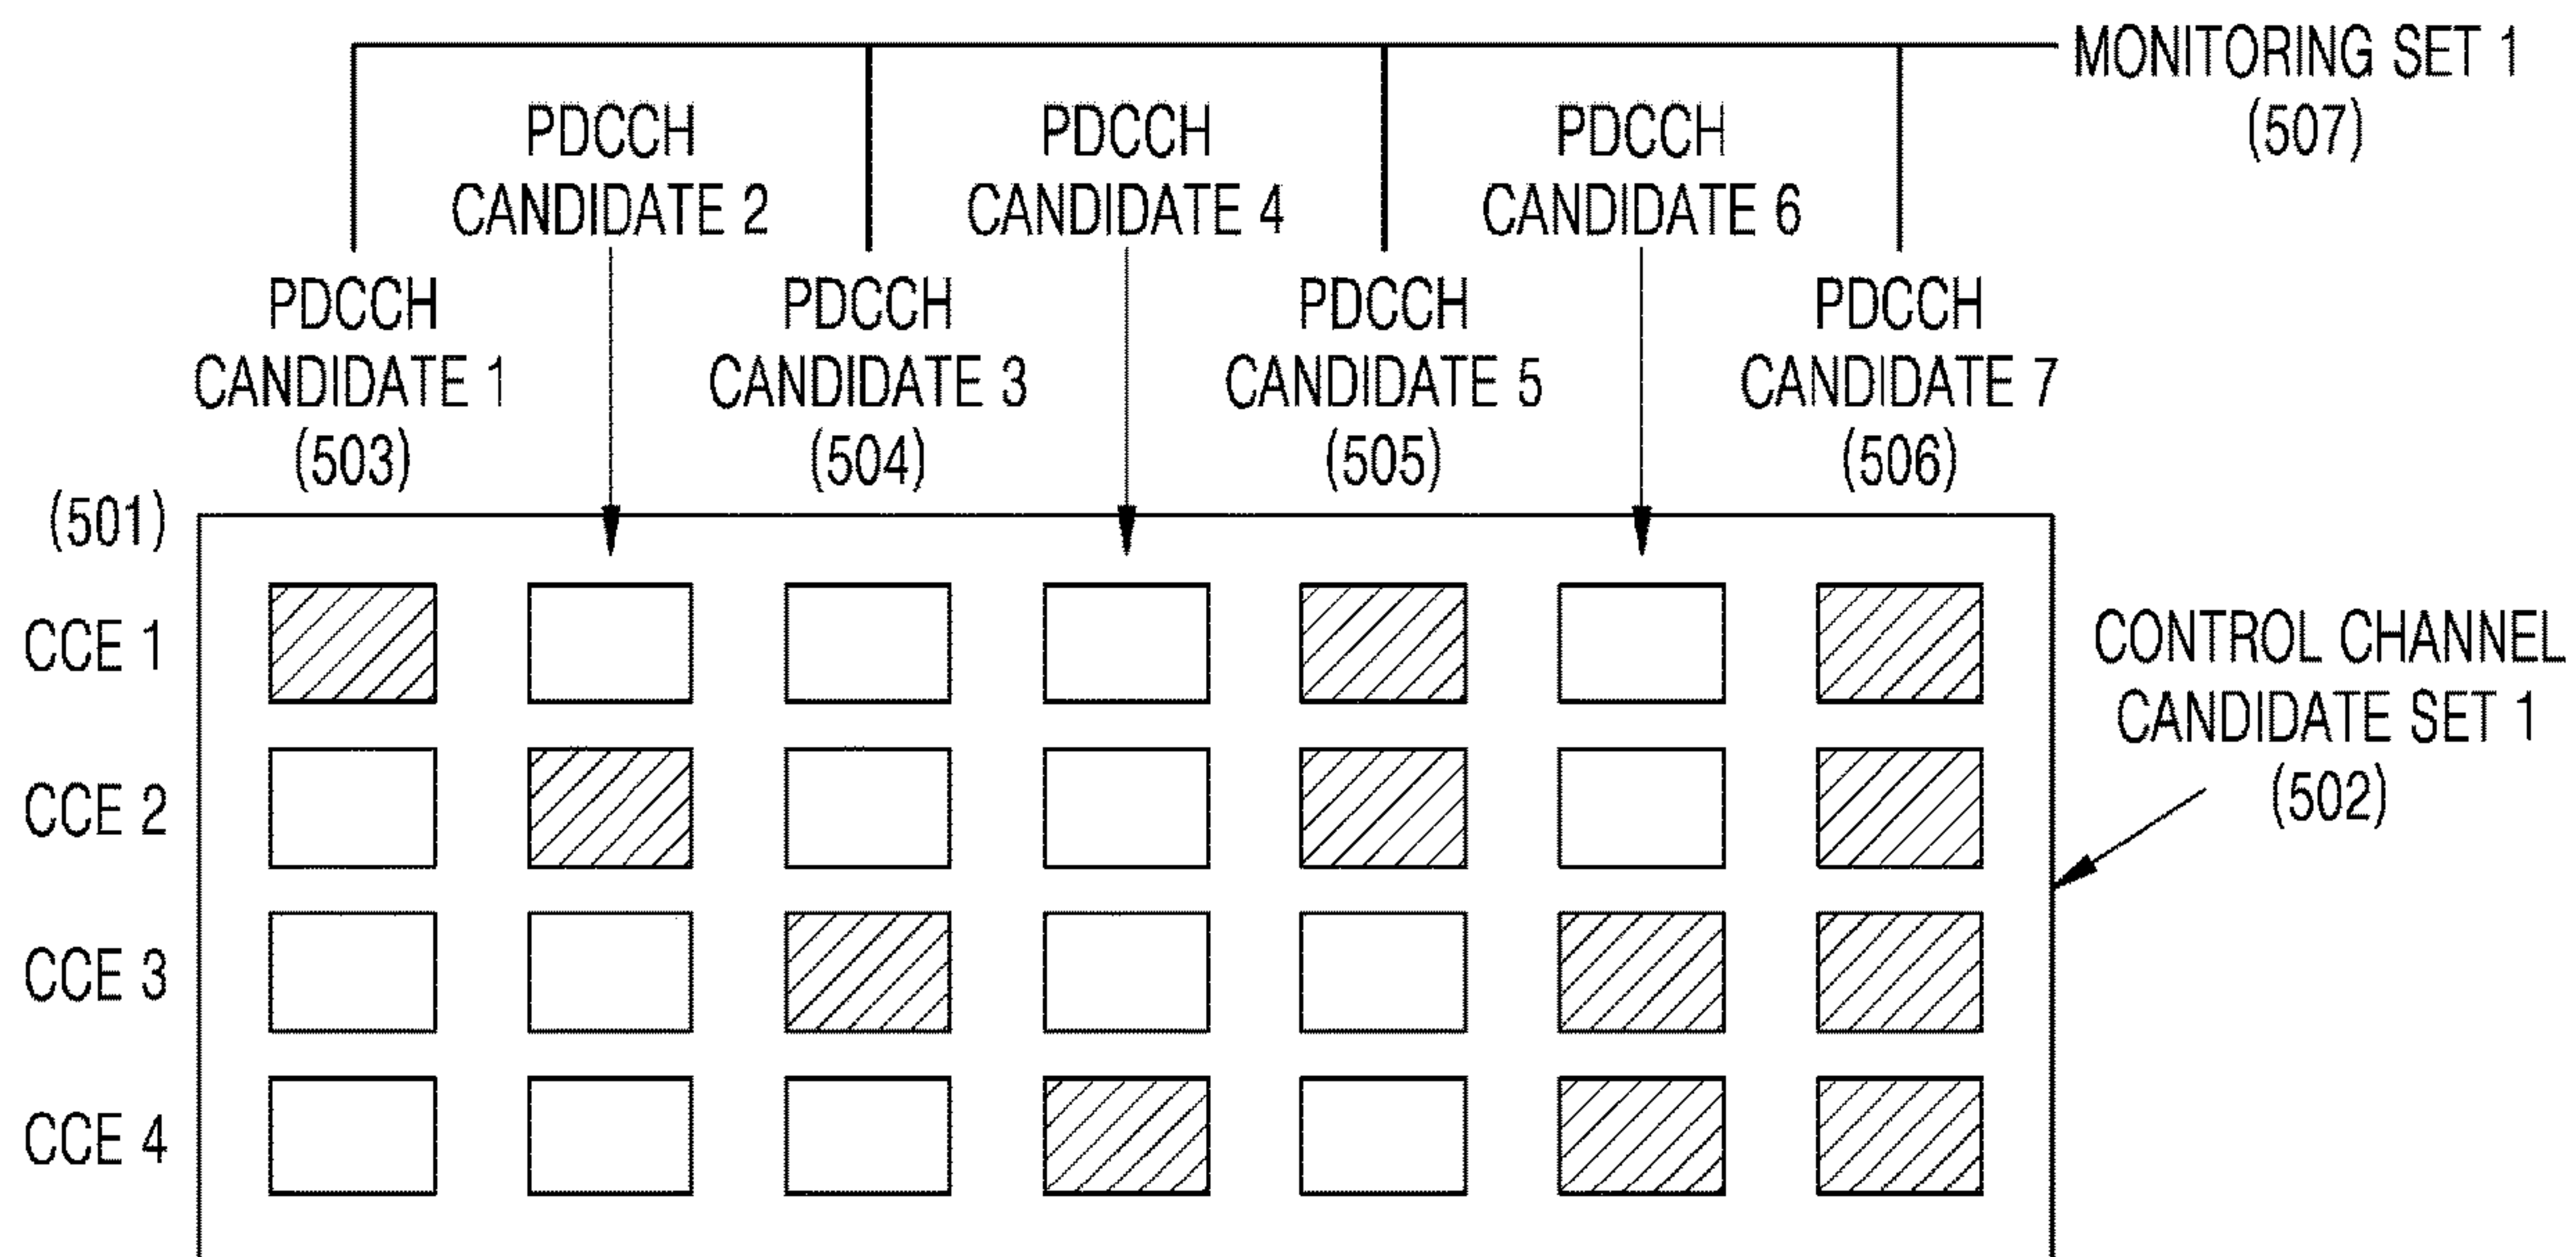 MONITORING SET 1
(507)
PDCCH
CANDIDATE 2
PDCCH
CANDIDATE 4
PDCCH
CANDIDATE 6
PDCCH
CANDIDATE 1
(503)
PDCCH
CANDIDATE 3
(504)
PDCCH
CANDIDATE 5
(505)
PDCCH
CANDIDATE 7
(506)
(501)
CCE 1
CCE 2
CCE 3
CCE 4
CONTROL CHANNEL
CANDIDATE SET 1
(502)